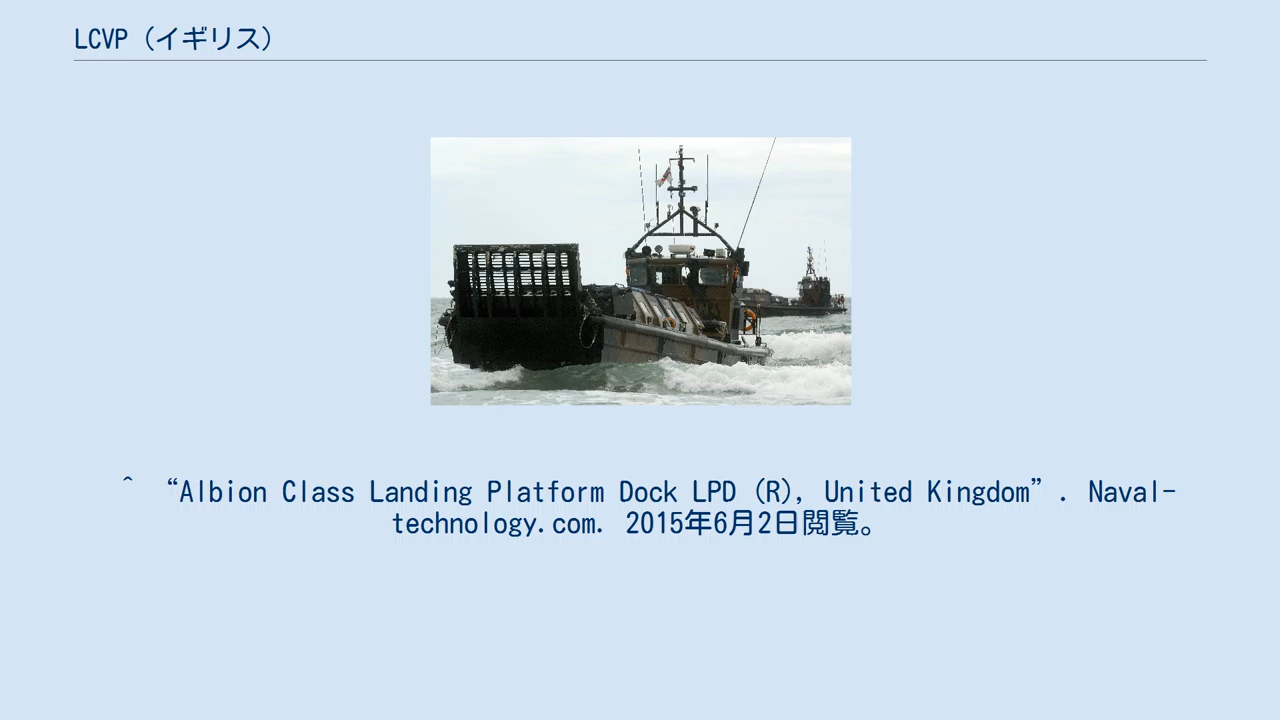 LCVP（イギリス）
^ “Albion Class Landing Platform Dock LPD (R), United Kingdom”. Naval-
technology.com. 2015年6月2日閲覧。